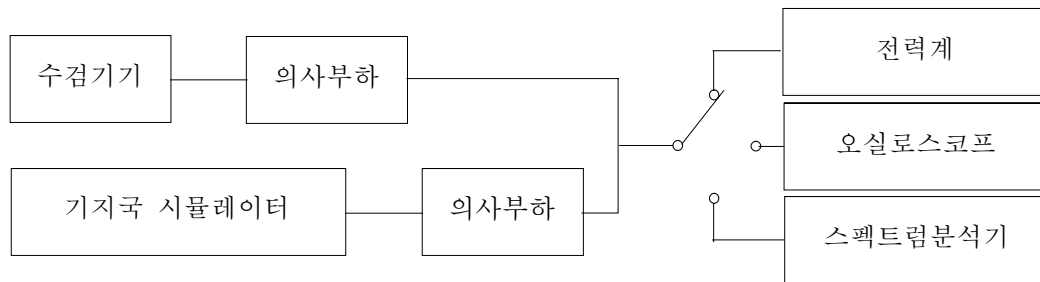 수검기기
의사부하
전력계
오실로스코프
기지국 시뮬레이터
의사부하
스펙트럼분석기